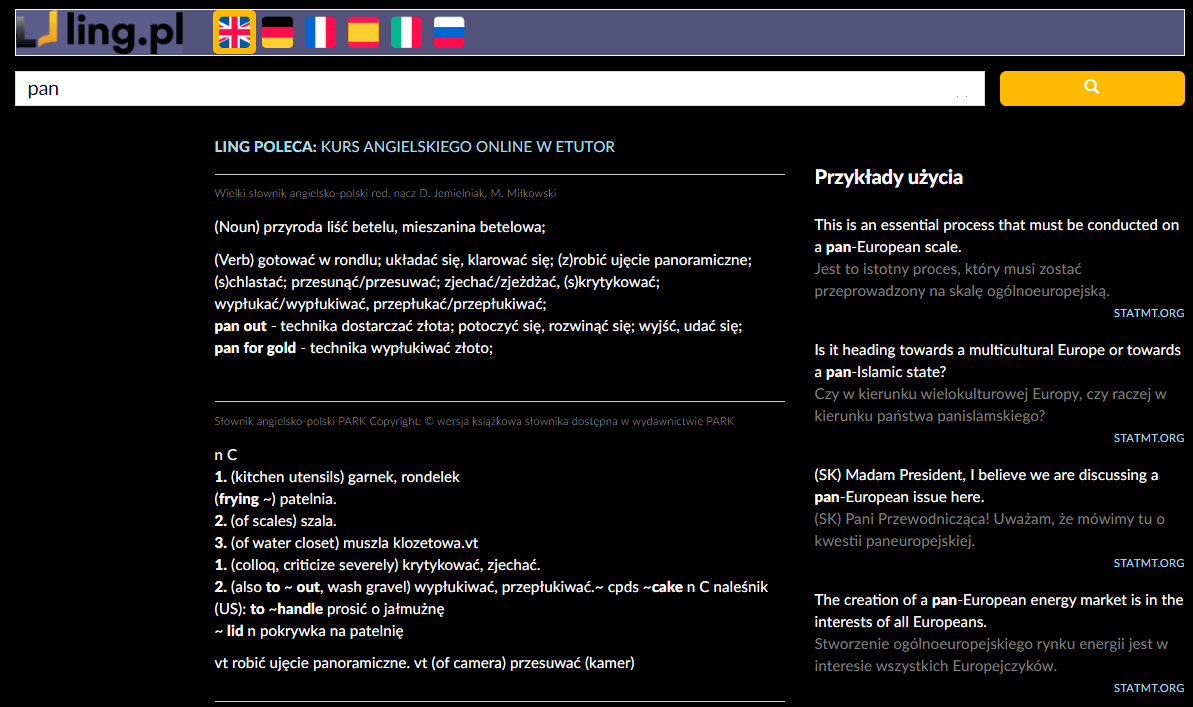 ling.pl
pan
LING POLECA: KURS ANGIELSKIEGO ONLINE W ETUTOR
Wielki słownik angielsko-polski red. nacz D. Jemielniak, M. Miłkowski
(Noun) przyroda liść betelu, mieszanina betelowa;
(Verb) gotować w rondlu; układać się, klarować się; (z)robić ujęcie panoramiczne;
(s)chlastać; przesunąć/przesuwać; zjechać/zjeżdżać, (s)krytykować;
wypłukać/wypłukiwać, przepłukać/przepłukiwać;
pan out - technika dostarczać złota; potoczyć się, rozwinąć się; wyjść, udać się;
pan for gold - technika wypłukiwać złoto;
Słownik angielsko-polski PARK Copyright: © wersja książkowa słownika dostępna w wydawnictwie PARK
n C
1. (kitchen utensils) garnek, rondelek
(frying ~) patelnia.
2. (of scales) szala.
3. (of water closet) muszla klozetowa.vt
1. (colloq, criticize severely) krytykować, zjechać.
2. (also to ~ out, wash gravel) wypłukiwać, przepłukiwać.~ cpds ~cake n C naleśnik
(US): to ~handle prosić o jałmużnę
~ lid n pokrywka na patelnię
vt robić ujęcie panoramiczne. vt (of camera) przesuwać (kamer)
Przykłady użycia
This is an essential process that must be conducted on
a pan-European scale.
Jest to istotny proces, który musi zostać
przeprowadzony na skalę ogólnoeuropejską.
STATMT.ORG
Is it heading towards a multicultural Europe or towards
a pan-Islamic state?
Czy w kierunku wielokulturowej Europy, czy raczej w
kierunku państwa panislamskiego?
STATMT.ORG
(SK) Madam President, I believe we are discussing a
pan-European issue here.
(SK) Pani Przewodnicząca! Uważam, że mówimy tu o
kwestii paneuropejskiej.
STATMT.ORG
The creation of a pan-European energy market is in the
interests of all Europeans.
Stworzenie ogólnoeuropejskiego rynku energii jest w
interesie wszystkich Europejczyków.
STATMT.ORG